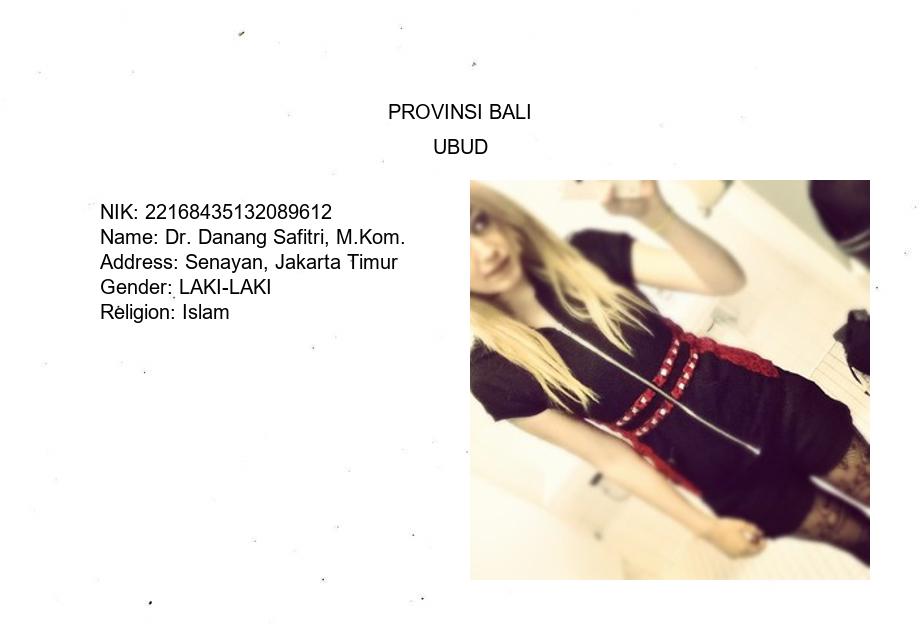 PROVINSI BALI
UBUD
NIK: 22168435132089612
Name: Dr. Danang Safitri, M.Kom.
Address: Senayan, Jakarta Timur
Gender: LAKI-LAKI
Religion: Islam